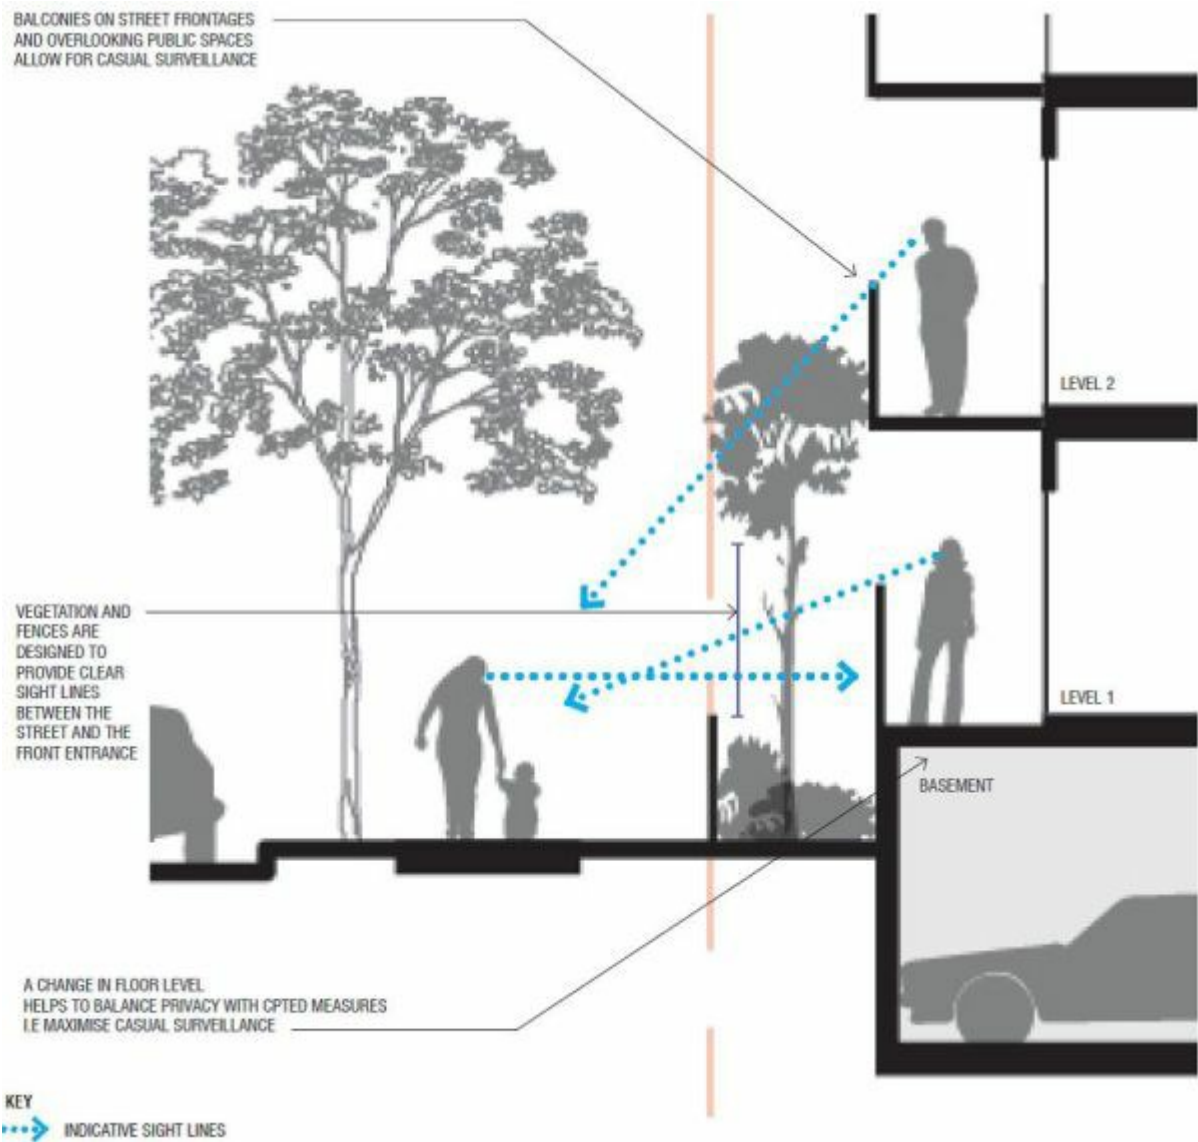 BALCONIES ON STREET FRONTAGES
AND OVERLOOKING PUBLIC SPACES
ALLOW FOR CASUAL SURVEILLANCE
LEVEL 2
VEGETATION AND
FENCES ARE
DESIGNED TO
PROVIDE CLEAR
SIGHT LINES
BETWEEN THE
STREET AND THE
FRONT ENTRANCE
LEVEL 1
BASEMENT
A CHANGE IN FLOOR LEVEL
HELPS TO BALANCE PRIVACY WITH CPTED MEASURES
I.E MAXIMISE CASUAL SURVEILLANCE
KEY
INDICATIVE SIGHT LINES